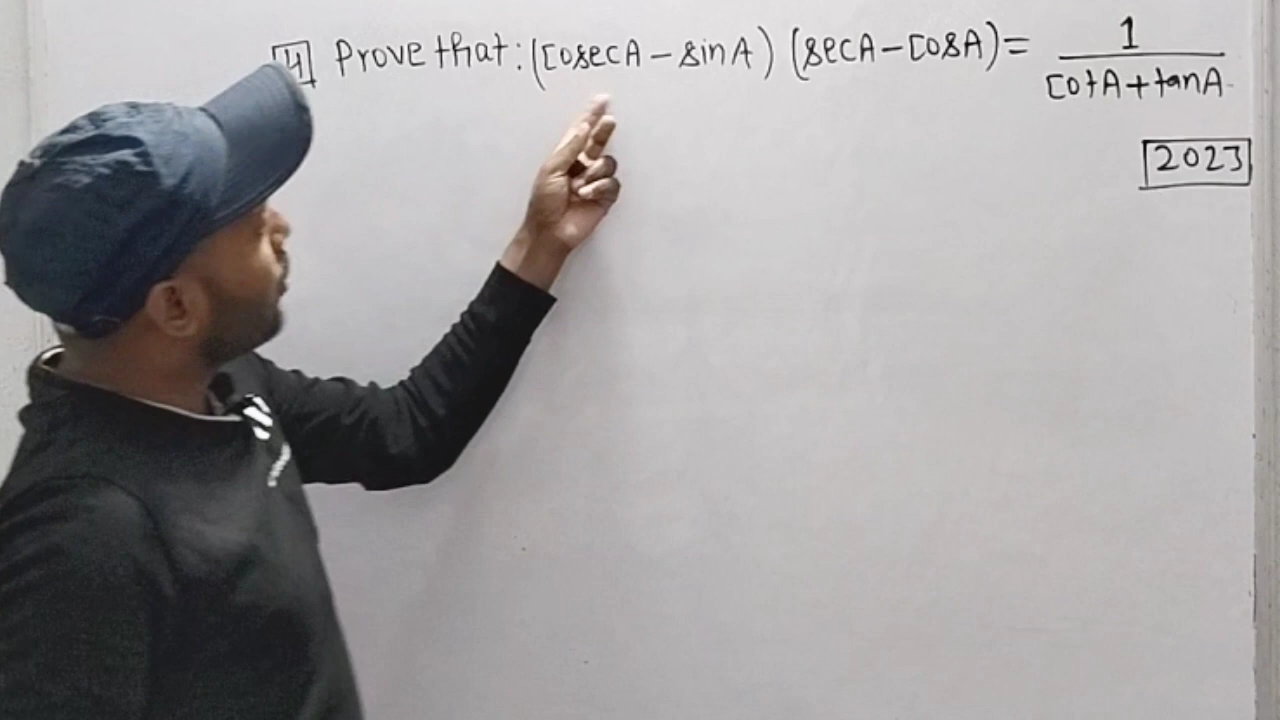 4 Prove that: (cosecA - sinA) (secA - cosA) = 1
cotA + tanA
2023